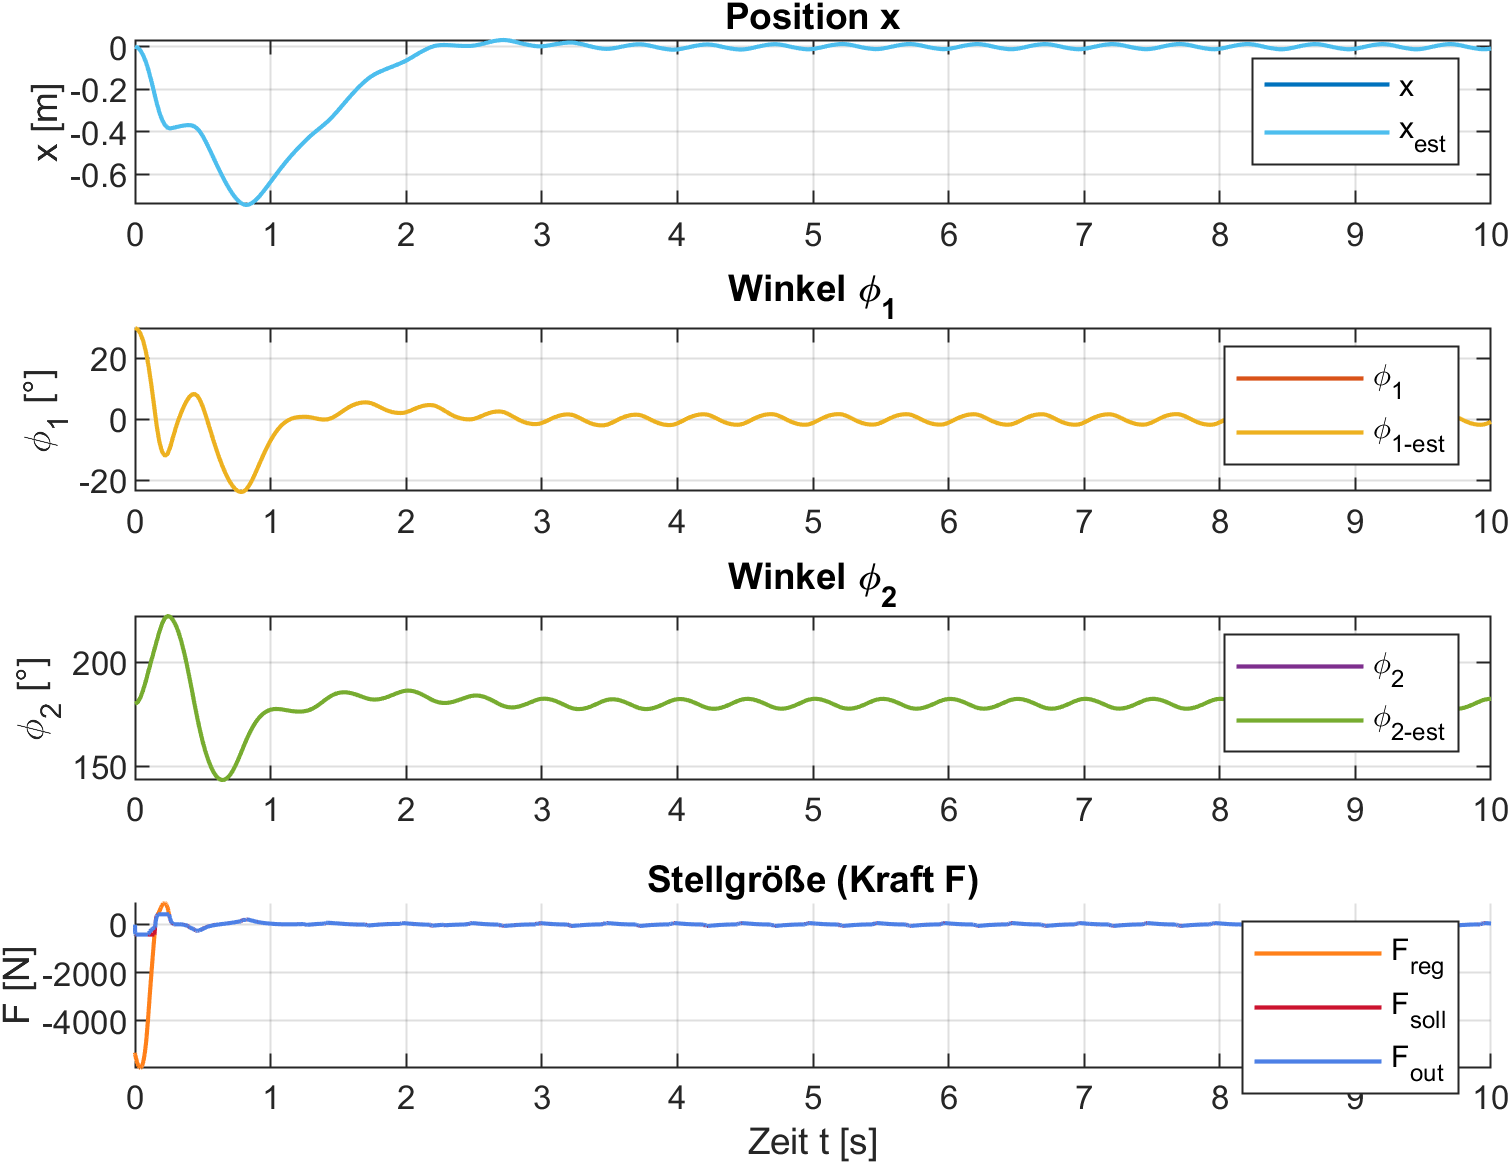 Position x
x [m]
0
-0.2
-0.4
-0.6
x
x_est
0 1 2 3 4 5 6 7 8 9 10
Winkel ϕ_1
ϕ_1 [°]
20
0
-20
ϕ_1
ϕ_1-est
0 1 2 3 4 5 6 7 8 9 10
Winkel ϕ_2
ϕ_2 [°]
200
150
ϕ_2
ϕ_2-est
0 1 2 3 4 5 6 7 8 9 10
Stellgröße (Kraft F)
F [N]
0
-2000
-4000
F_reg
F_soll
F_out
0 1 2 3 4 5 6 7 8 9 10
Zeit t [s]